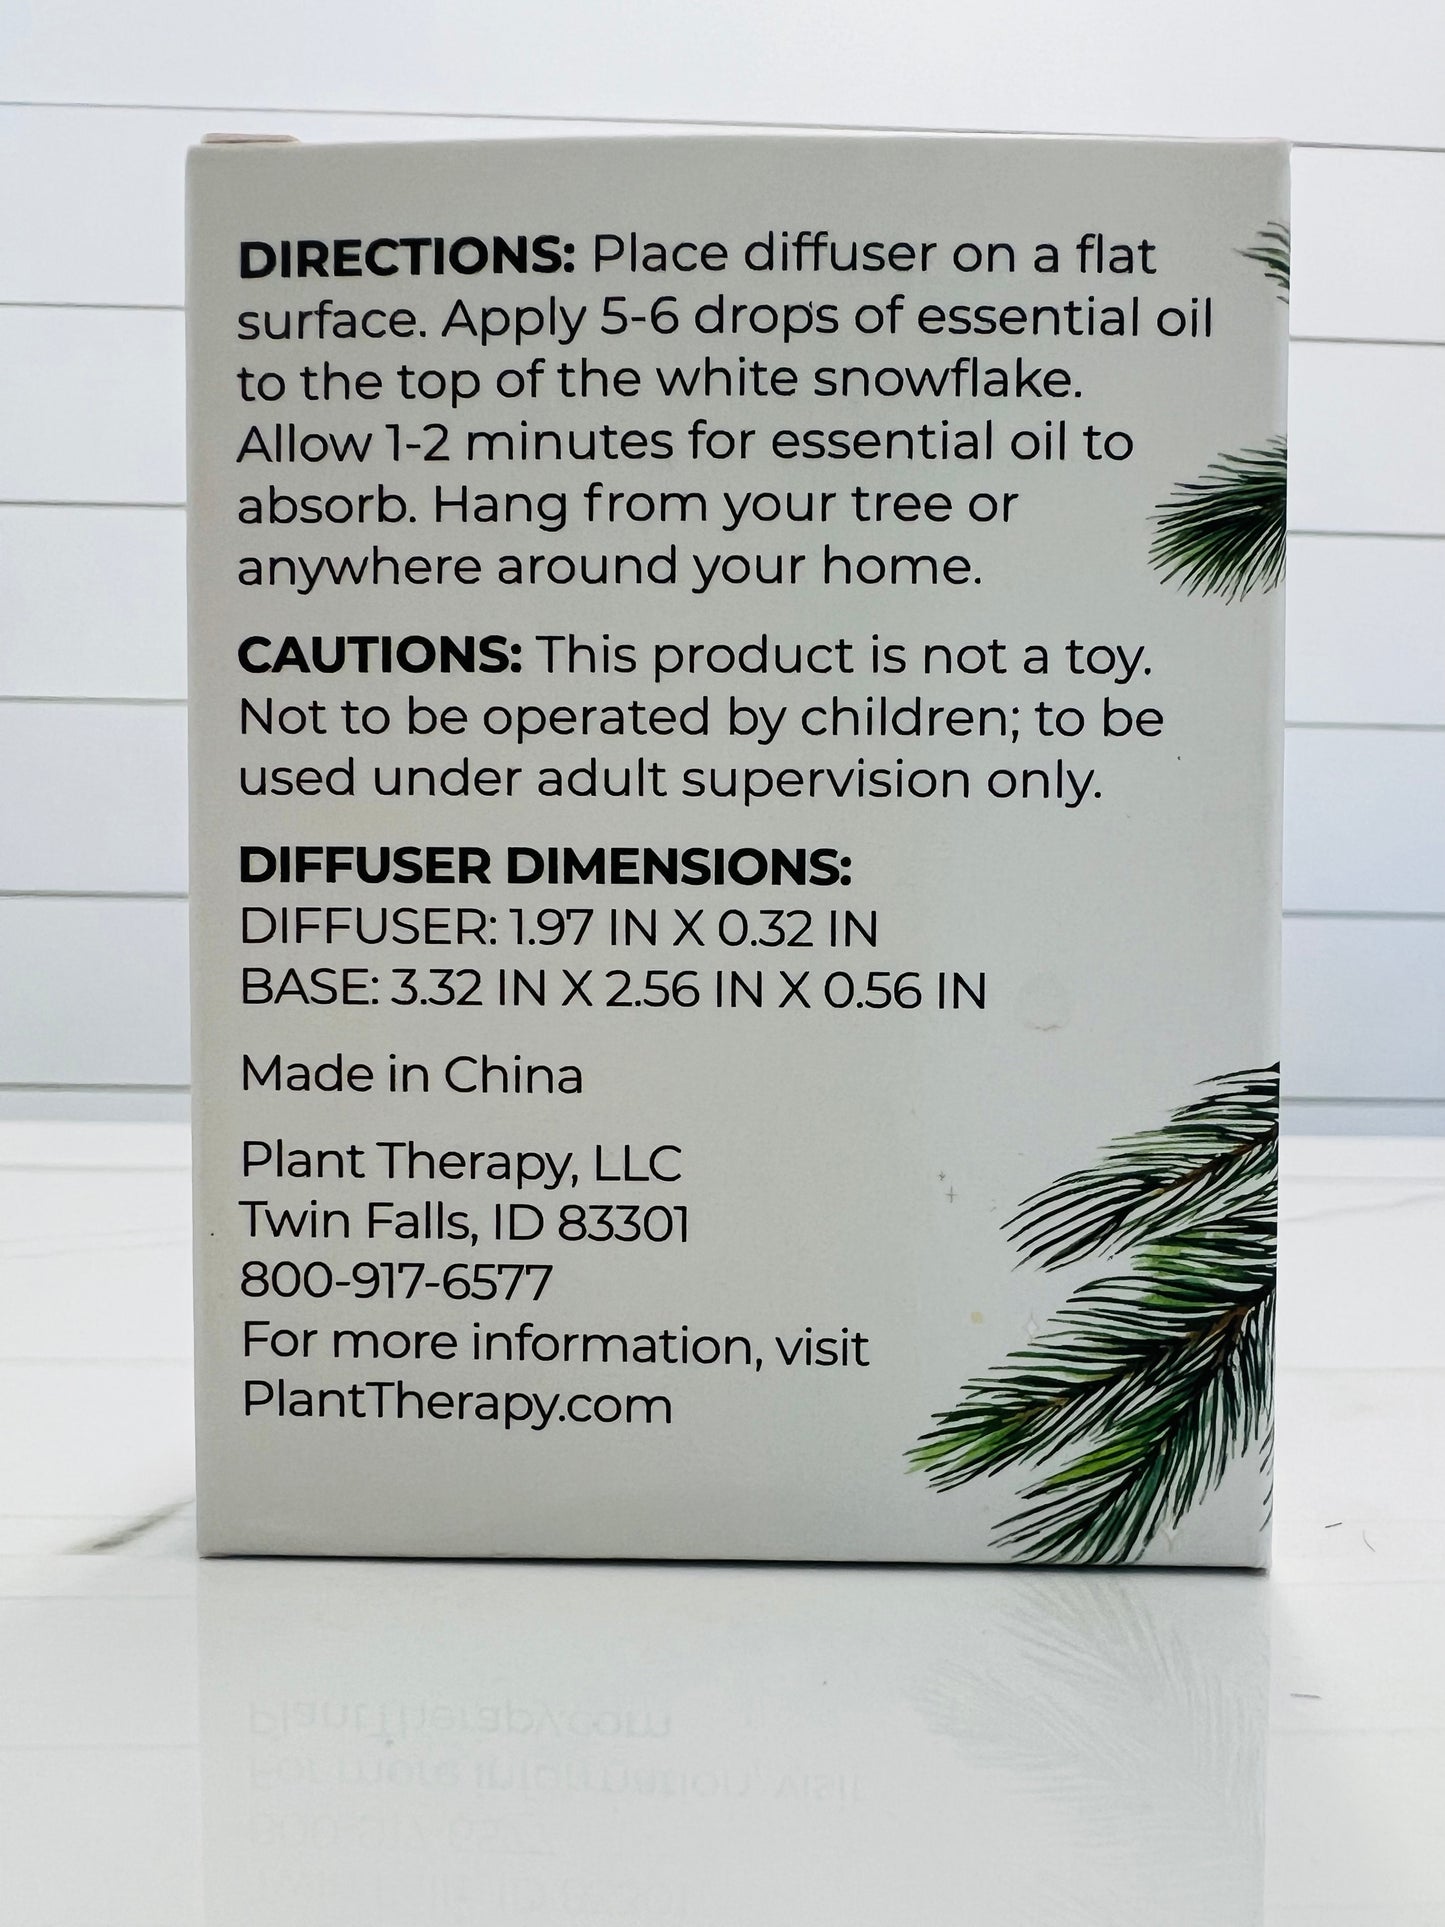 DIRECTIONS: Place diffuser on a flat
surface. Apply 5-6 drops of essential oil
to the top of the white snowflake.
Allow 1-2 minutes for essential oil to
absorb. Hang from your tree or
anywhere around your home.
CAUTIONS: This product is not a toy.
Not to be operated by children; to be
used under adult supervision only.
DIFFUSER DIMENSIONS:
DIFFUSER: 1.97 IN X 0.32 IN
BASE: 3.32 IN X 2.56 IN X 0.56 IN
Made in China
Plant Therapy, LLC
Twin Falls, ID 83301
800-917-6577
For more information, visit
PlantTherapy.com